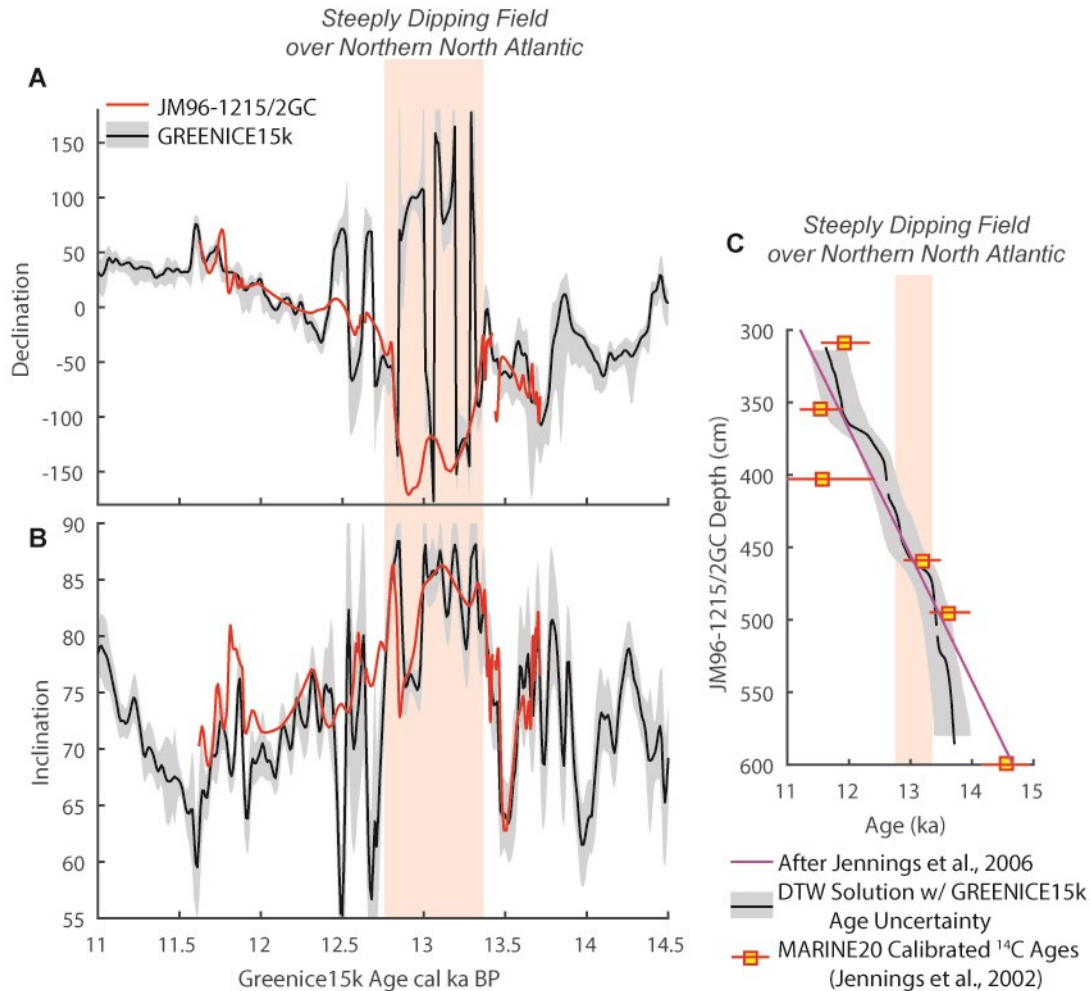 Steeply Dipping Field
over Northern North Atlantic
A
JM96-1215/2GC
GREENICE15k
150
100
50
0
-50
-100
-150
Declination
B
90
85
80
75
70
65
60
55
Inclination
11
11.5
12
12.5
13
13.5
14
14.5
Greenice15k Age cal ka BP
Steeply Dipping Field
over Northern North Atlantic
C
300
350
400
450
500
550
600
JM96-1215/2GC Depth (cm)
11
12
13
14
15
Age (ka)
After Jennings et al., 2006
DTW Solution w/ GREENICE15k
Age Uncertainty
MARINE20 Calibrated ¹⁴C Ages
(Jennings et al., 2002)